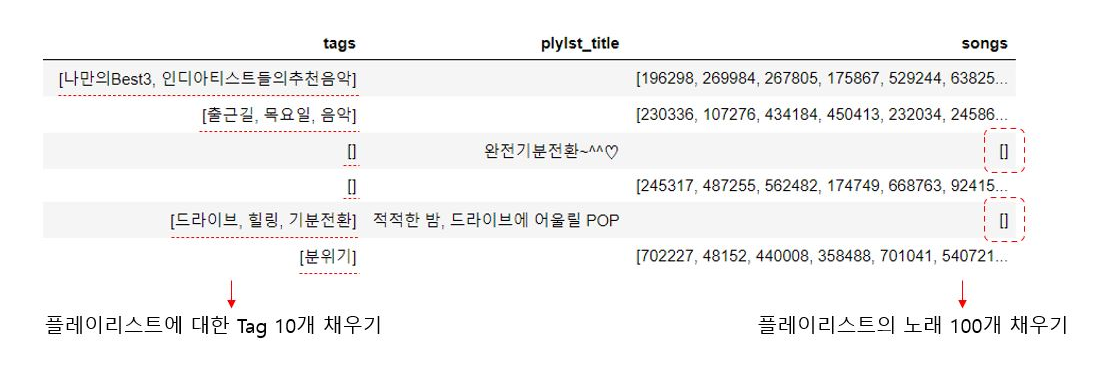 tags plylst_title songs
[나만의Best3, 인디아티스트들의추천음악] [196298, 269984, 267805, 175867, 529244, 63825...
[출근길, 목요일, 음악] [230336, 107276, 434184, 450413, 232034, 24586...
[] 완전기분전환~^^♡ []
[] [245317, 487255, 562482, 174749, 668763, 92415...
[드라이브, 힐링, 기분전환] 적적한 밤, 드라이브에 어울릴 POP []
[분위기] [702227, 48152, 440008, 358488, 701041, 540721...
플레이리스트에 대한 Tag 10개 채우기 플레이리스트의 노래 100개 채우기